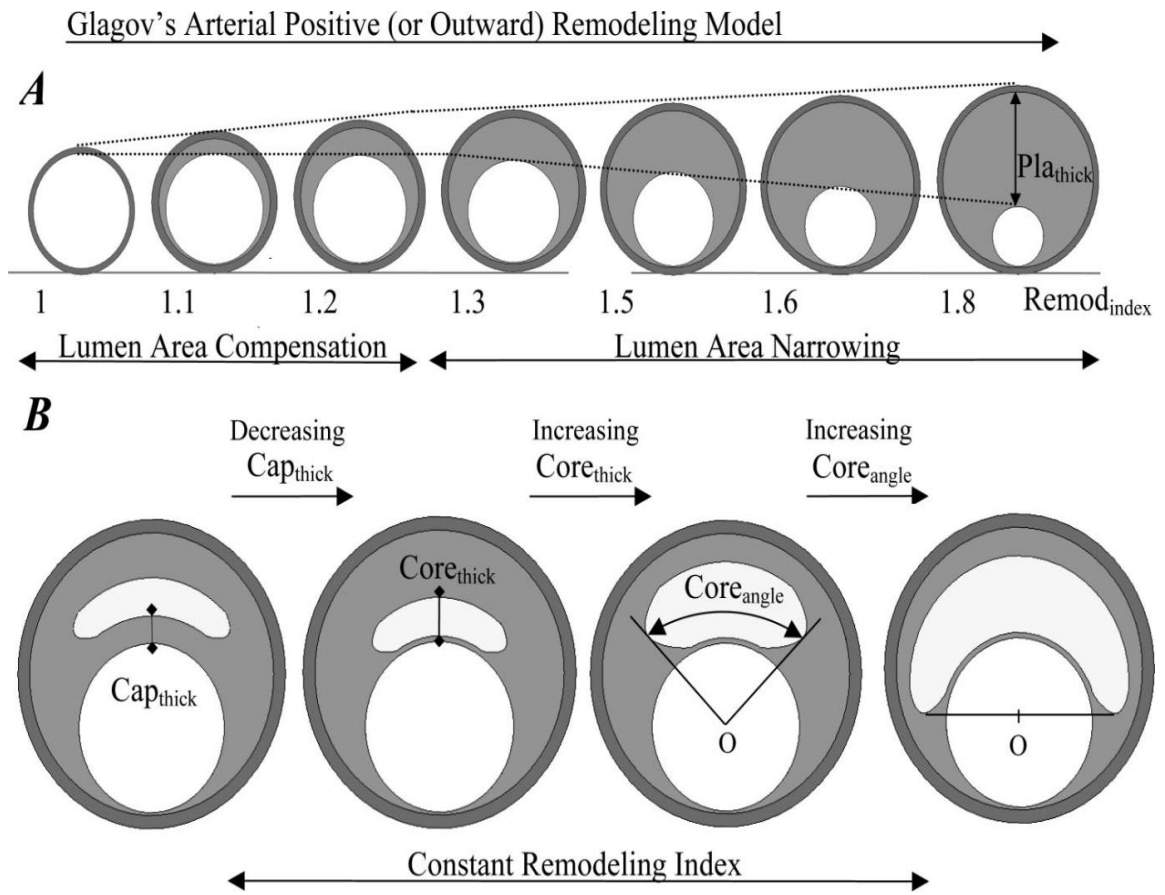 Glagov's Arterial Positive (or Outward) Remodeling Model
A
Pla_thick
1 1.1 1.2 1.3 1.5 1.6 1.8 Remod_index
Lumen Area Compensation Lumen Area Narrowing
B
Decreasing Increasing Increasing
Cap_thick Core_thick Core_angle
Core_thick
Core_angle
Cap_thick
O O
Constant Remodeling Index